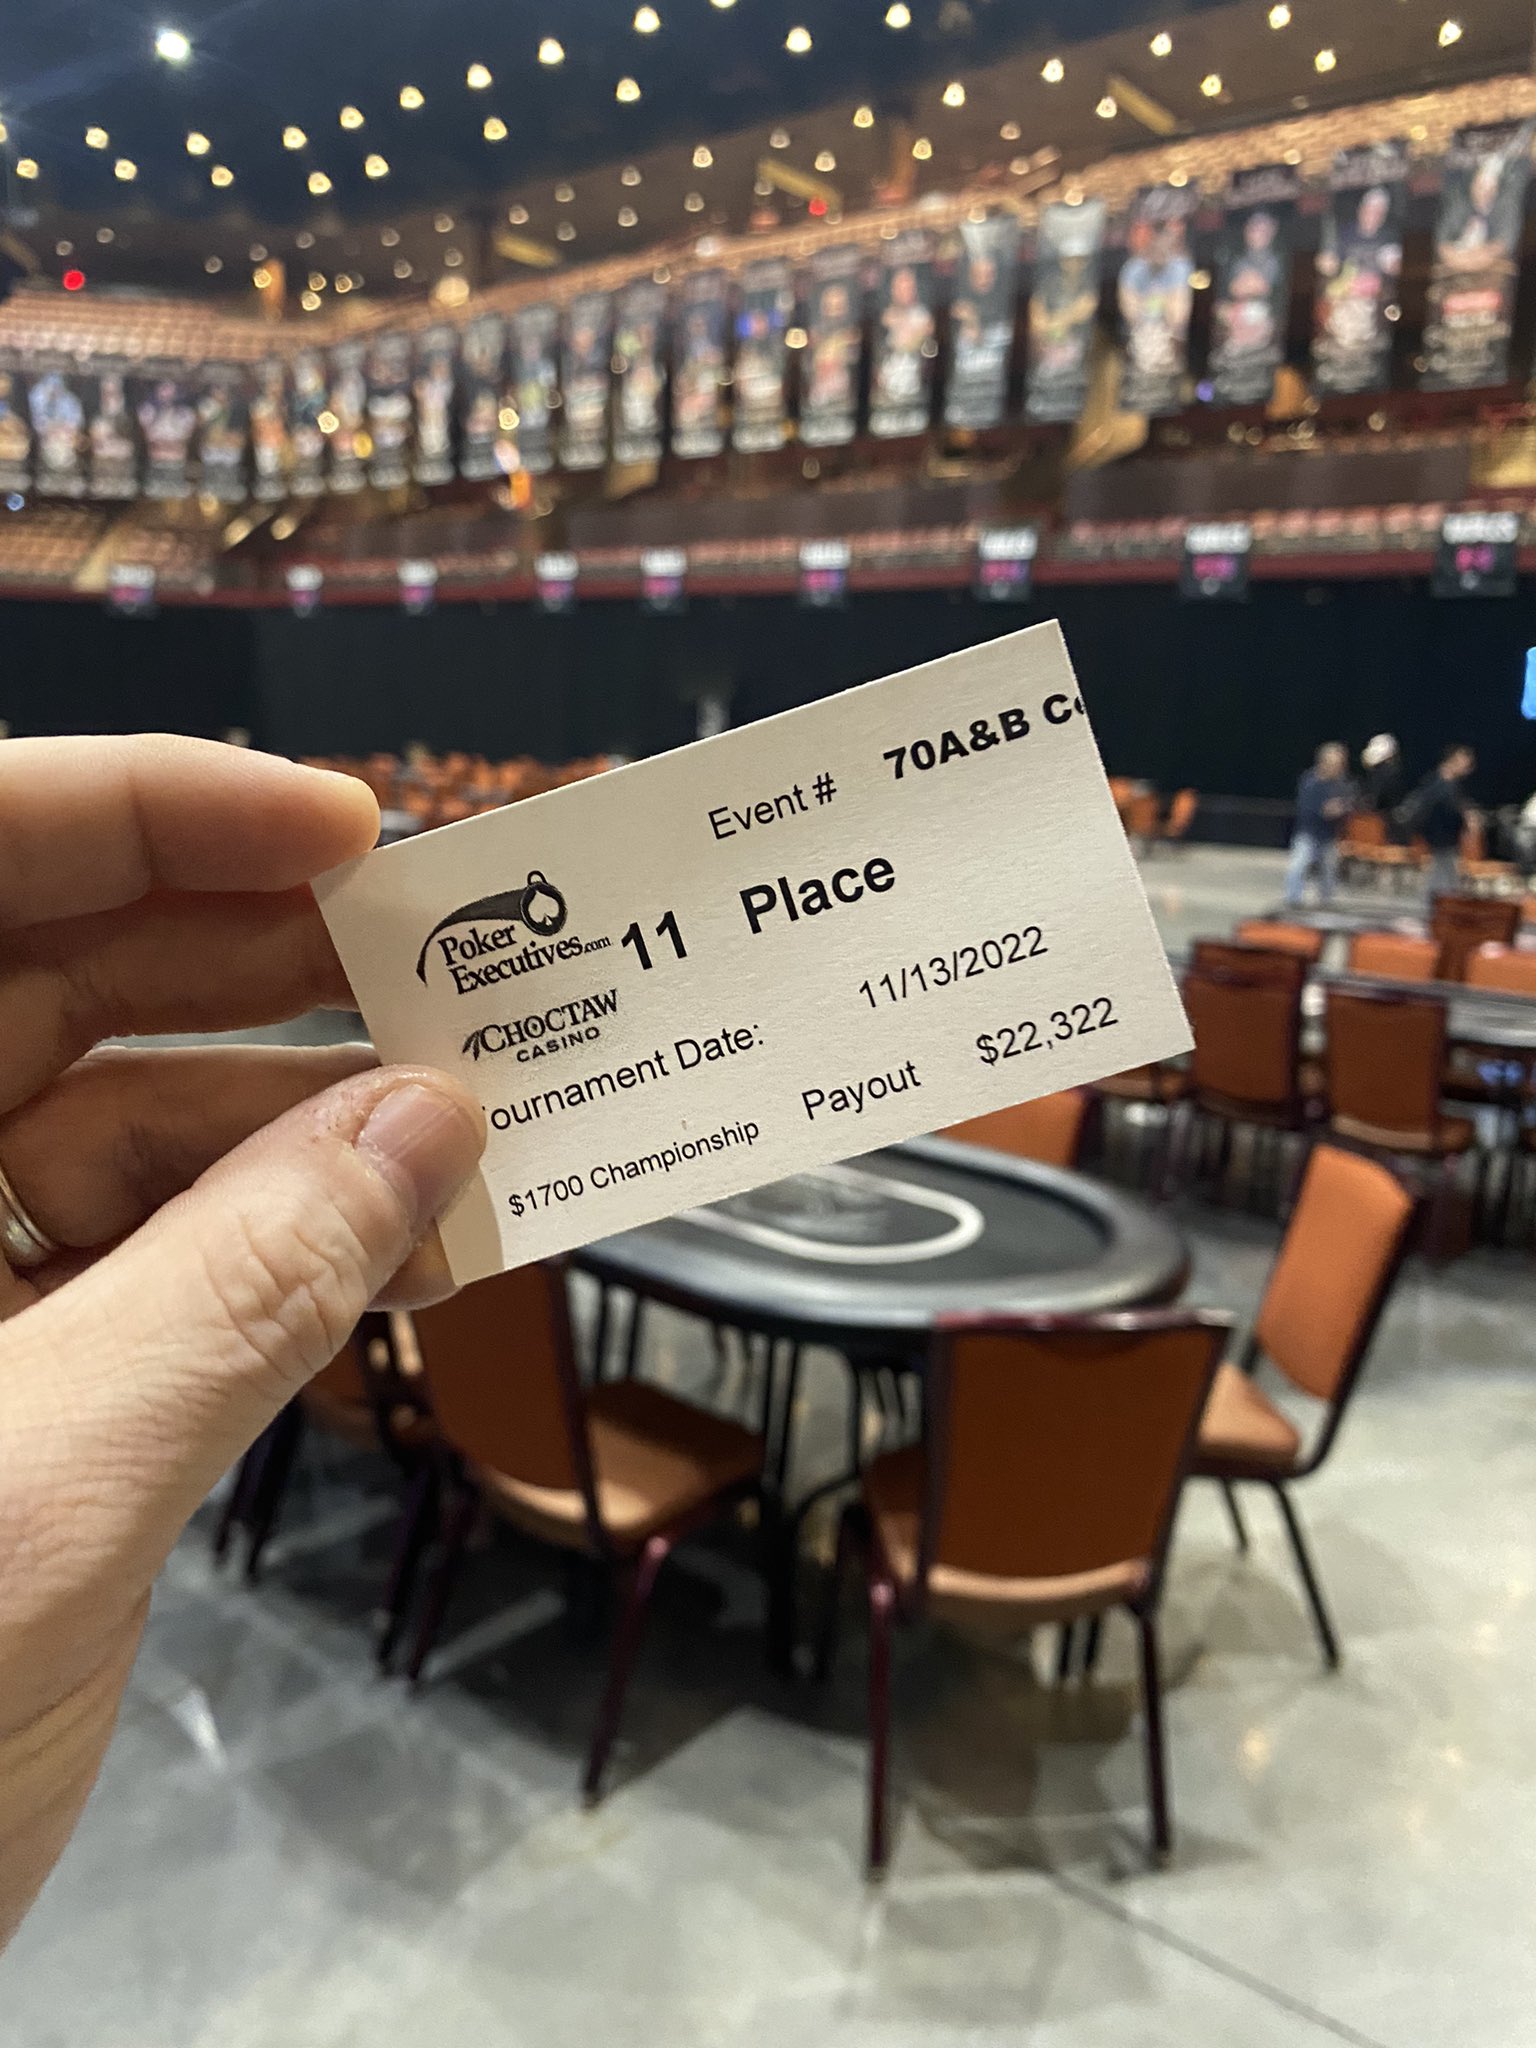 Event # 70A&B Co
Poker
Executives.com
11 Place
CHOCTAW
CASINO
Tournament Date: 11/13/2022
$1700 Championship Payout $22,322